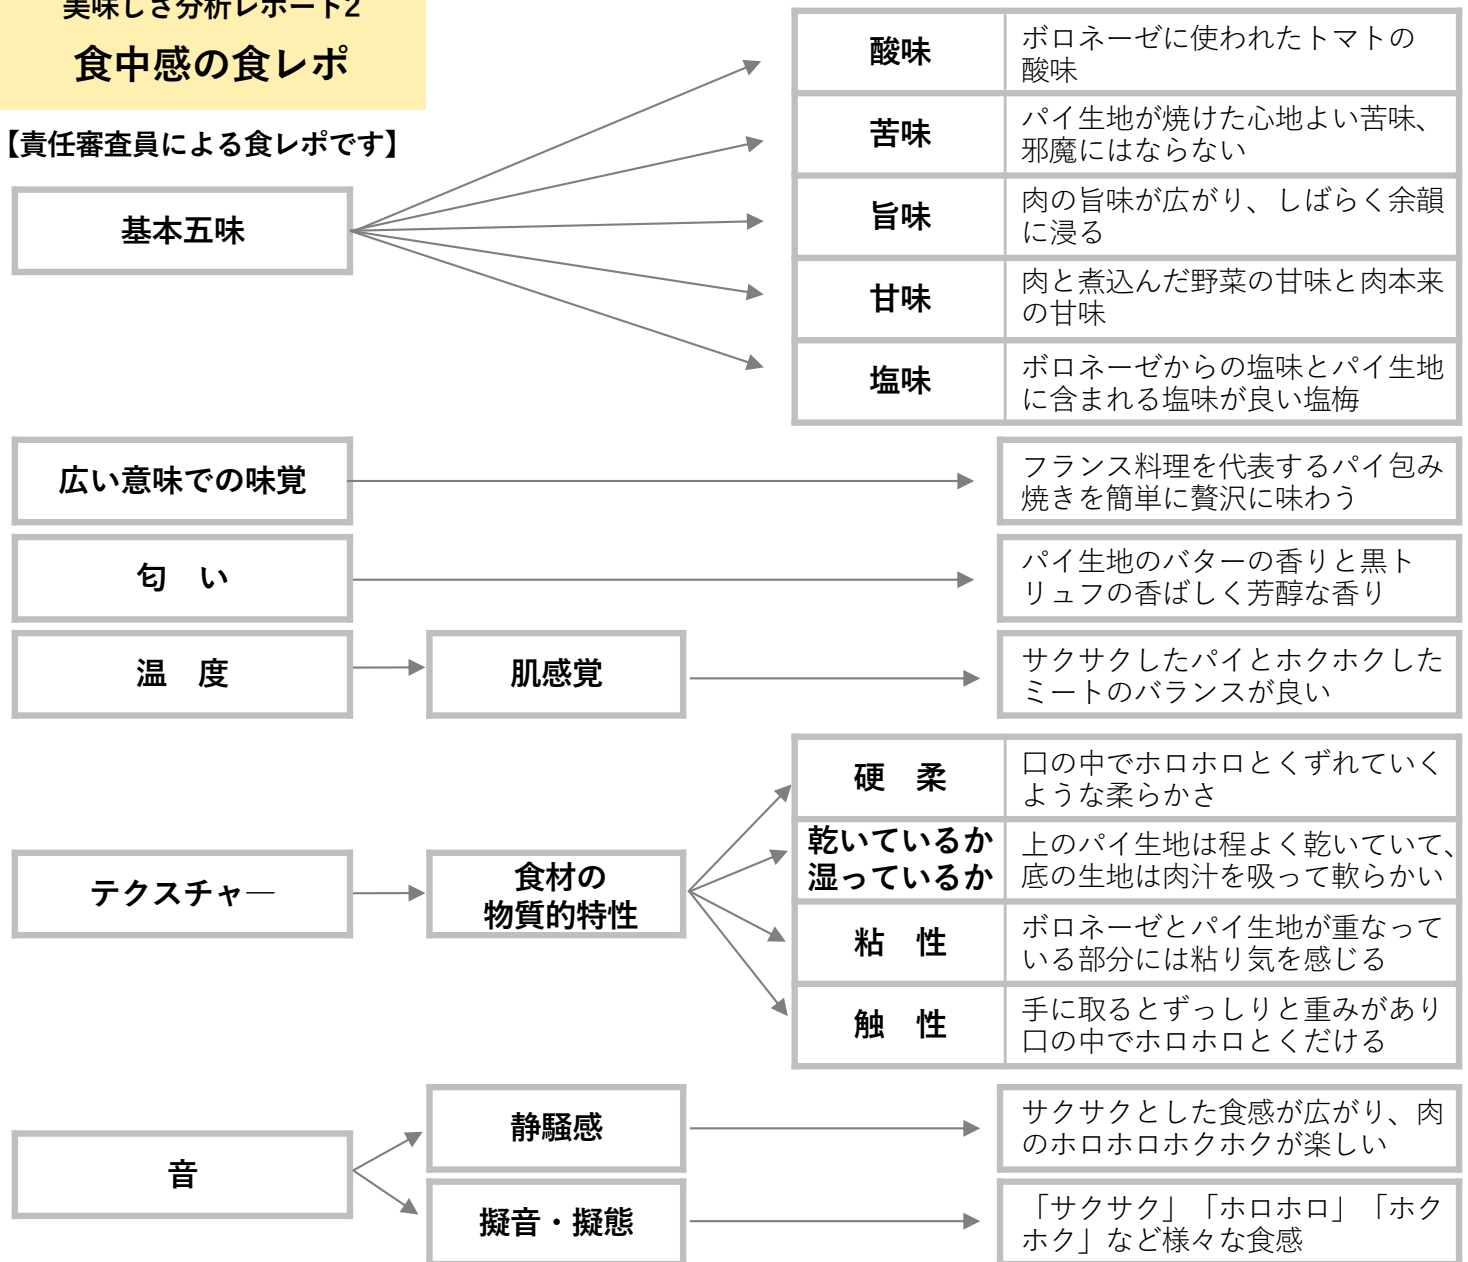 美味しさ分析レポート2
食中感の食レポ
【責任審査員による食レポです】
基本五味
酸味
ボロネーゼに使われたトマトの
酸味
苦味
パイ生地が焼けた心地よい苦味、
邪魔にはならない
旨味
肉の旨味が広がり、しばらく余韻
に浸る
甘味
肉と煮込んだ野菜の甘味と肉本来
の甘味
塩味
ボロネーゼからの塩味とパイ生地
に含まれる塩味が良い塩梅
広い意味での味覚
フランス料理を代表するパイ包み
焼きを簡単に贅沢に味わう
匂　い
パイ生地のバターの香りと黒ト
リュフの香ばしく芳醇な香り
温　度
肌感覚
サクサクしたパイとホクホクした
ミートのバランスが良い
テクスチャ―
食材の
物質的特性
硬　柔
口の中でホロホロとくずれていく
ような柔らかさ
乾いているか
湿っているか
上のパイ生地は程よく乾いていて、
底の生地は肉汁を吸って軟らかい
粘　性
ボロネーゼとパイ生地が重なって
いる部分には粘り気を感じる
触　性
手に取るとずっしりと重みがあり
口の中でホロホロとくだける
音
静騒感
サクサクとした食感が広がり、肉
のホロホロホクホクが楽しい
擬音・擬態
「サクサク」「ホロホロ」「ホク
ホク」など様々な食感